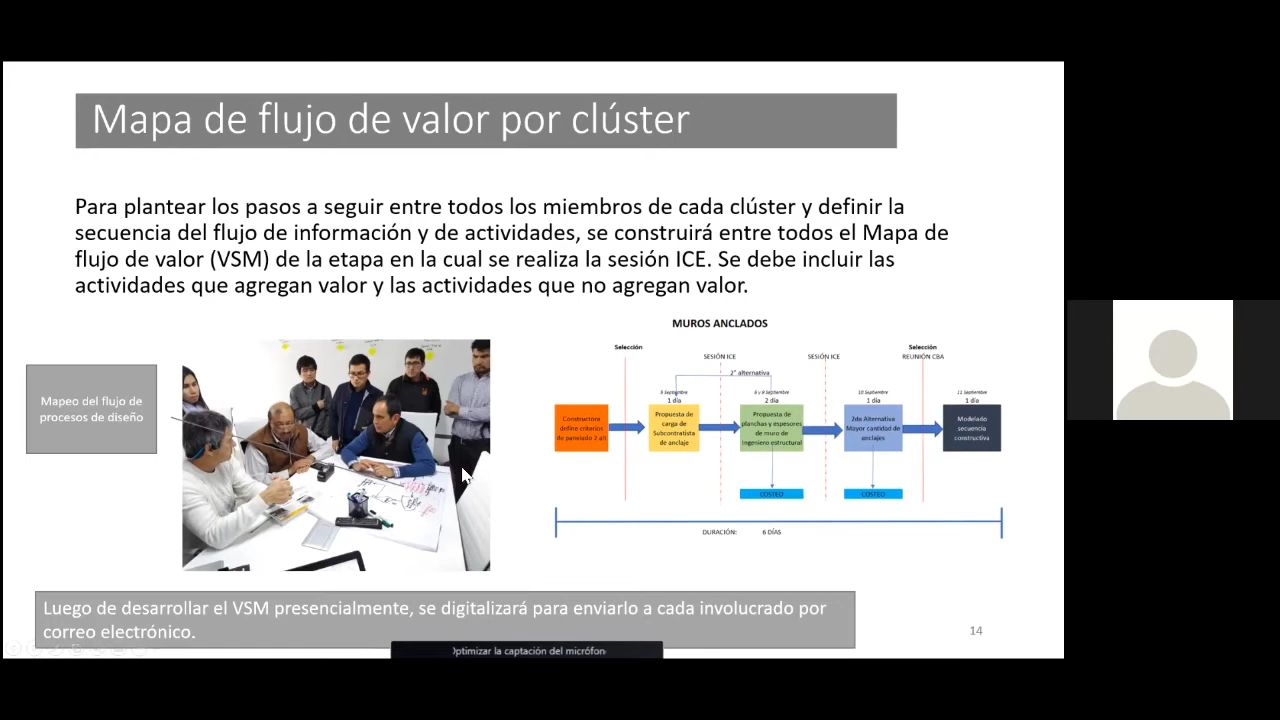 Mapa de flujo de valor por clúster
Para plantear los pasos a seguir entre todos los miembros de cada clúster y definir la
secuencia del flujo de información y de actividades, se construirá entre todos el Mapa de
flujo de valor (VSM) de la etapa en la cual se realiza la sesión ICE. Se debe incluir las
actividades que agregan valor y las actividades que no agregan valor.
Mapeo del flujo de
procesos de diseño
MUROS ANCLADOS
Selección
SESIÓN ICE
SESIÓN ICE
Selección
REUNIÓN CBA
2° alternativa
Septiembre
1 día
8 y 9 Septiembre
2 día
10 Septiembre
1 día
11 Septiembre
1 día
Constructora
define criterios
de panelado
Propuesta de
carga de
Subcontratista
de anclaje
Propuesta de
planchas y espesores
de muro de
Ingeniero estructural
2da Alternativa
Mayor cantidad de
anclajes
Modelado
secuencia
constructiva
COSTEO
COSTEO
DURACIÓN: 6 DÍAS
Luego de desarrollar el VSM presencialmente, se digitalizará para enviarlo a cada involucrado por
correo electrónico.
14
Optimizar la captación del micrófon